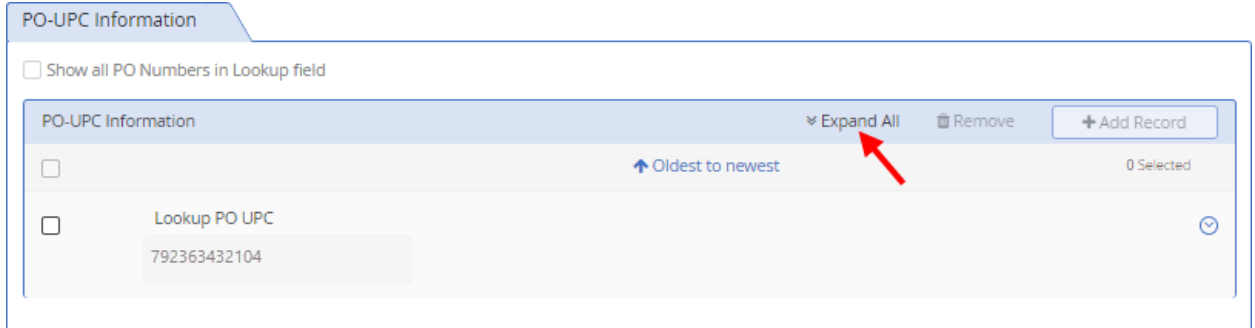 PO-UPC Information
Show all PO Numbers in Lookup field
PO-UPC Information Expand All Remove + Add Record
Oldest to newest 0 Selected
Lookup PO UPC
792363432104